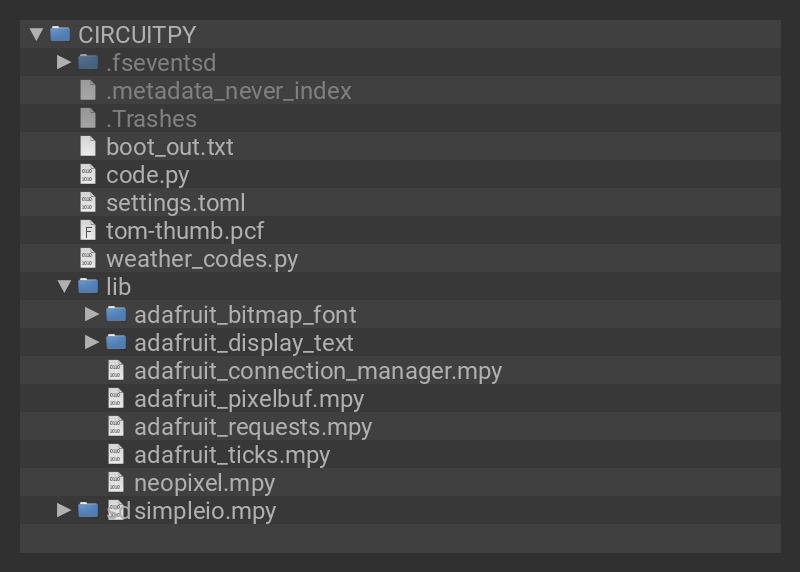 CIRCUITPY
.fseventsd
.metadata_never_index
.Trashes
boot_out.txt
code.py
settings.toml
tom-thumb.pcf
weather_codes.py
lib
adafruit_bitmap_font
adafruit_display_text
adafruit_connection_manager.mpy
adafruit_pixelbuf.mpy
adafruit_requests.mpy
adafruit_ticks.mpy
neopixel.mpy
sd simpleio.mpy